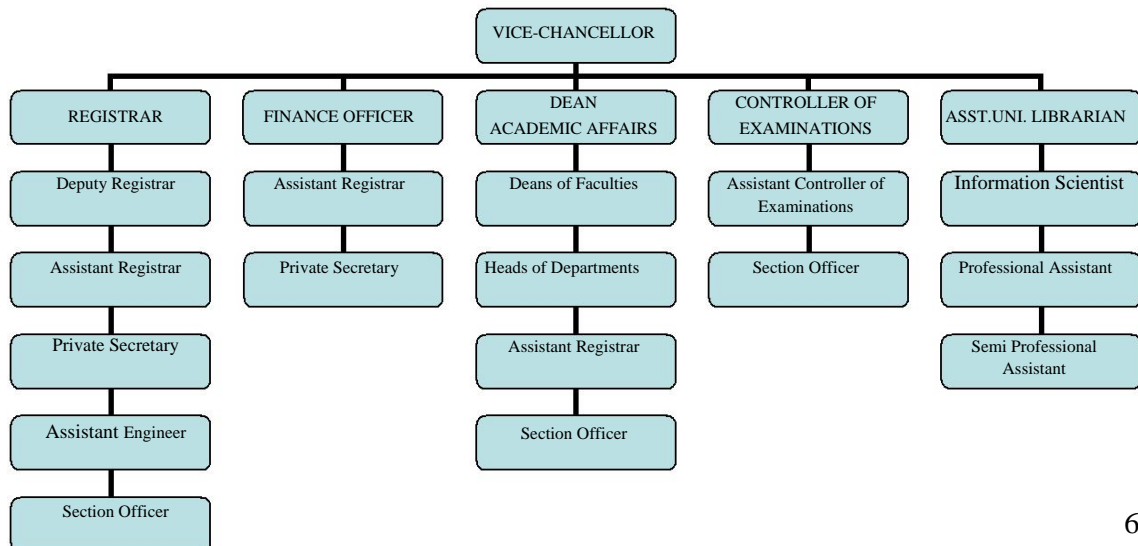 VICE-CHANCELLOR
REGISTRAR
FINANCE OFFICER
DEAN
ACADEMIC AFFAIRS
CONTROLLER OF
EXAMINATIONS
ASST.UNI. LIBRARIAN
Deputy Registrar
Assistant Registrar
Deans of Faculties
Assistant Controller of
Examinations
Information Scientist
Assistant Registrar
Private Secretary
Heads of Departments
Section Officer
Professional Assistant
Private Secretary
Assistant Registrar
Semi Professional
Assistant
Assistant Engineer
Section Officer
Section Officer
6